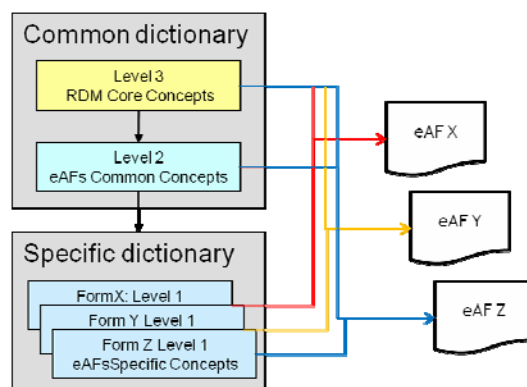 Common dictionary
Level 3
RDM Core Concepts
Level 2
eAFs Common Concepts
Specific dictionary
FormX: Level 1
Form Y Level 1
Form Z Level 1
eAFsSpecific Concepts
eAF X
eAF Y
eAF Z